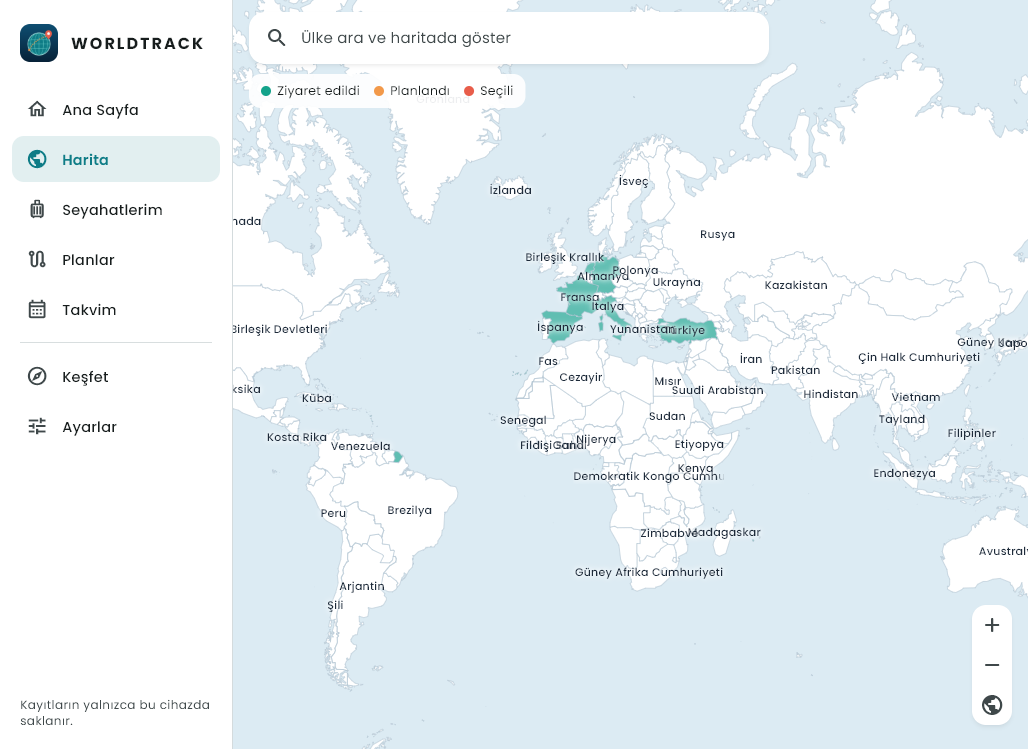 WORLDTRACK
Ana Sayfa
Harita
Seyahatlerim
Planlar
Takvim
Keşfet
Ayarlar
Kayıtların yalnızca bu cihazda
saklanır.
Ülke ara ve haritada göster
Ziyaret edildi
Planlandı
Seçili
Grönland
İzlanda
İsveç
nada
Rusya
Birleşik Krallık
Polonya
Almanya
Ukrayna
Kazakistan
Fransa
İtalya
Birleşik Devletleri
İspanya
Yunanistan
Türkiye
Güney
Japo
Çin Halk Cumhuriyeti
Fas
İran
Pakistan
Cezayir
Mısır
Suudi Arabistan
ksika
Küba
Hindistan
Vietnam
Senegal
Sudan
Tayland
Kosta Rika
Venezuela
Fildişi
Gana
Nijerya
Etiyopya
Filipinler
Kenya
Demokratik Kongo Cumhu
Endonezya
Peru
Brezilya
Zimbabve
Madagaskar
Avustraly
Güney Afrika Cumhuriyeti
Arjantin
Şili